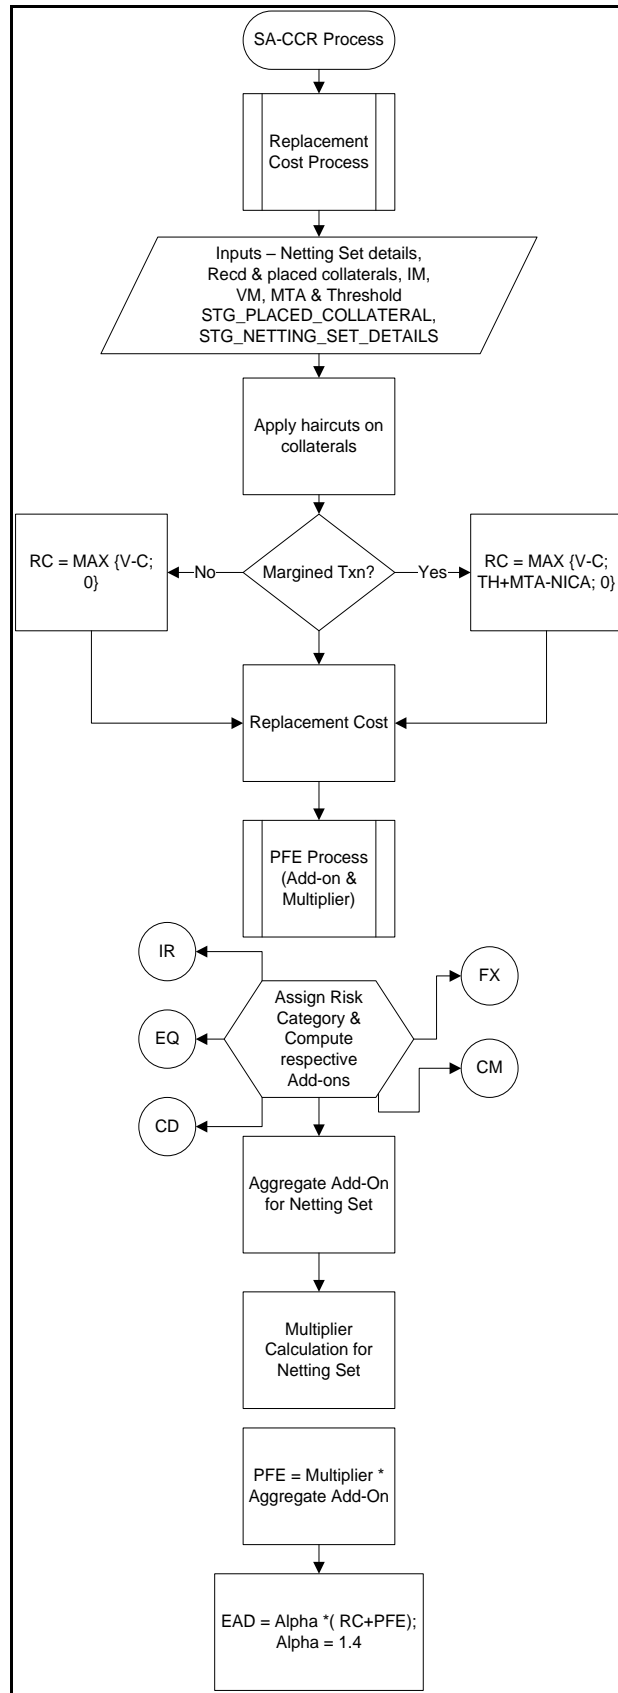 SA-CCR Process
Replacement
Cost Process
Inputs – Netting Set details,
Recd & placed collaterals, IM,
VM, MTA & Threshold
STG_PLACED_COLLATERAL,
STG_NETTING_SET_DETAILS
Apply haircuts on
collaterals
RC = MAX {V-C;
0}
No
Margined Txn?
Yes
RC = MAX {V-C;
TH+MTA-NICA; 0}
Replacement Cost
PFE Process
(Add-on &
Multiplier)
IR
FX
Assign Risk
Category &
Compute
respective
Add-ons
EQ
CM
CD
Aggregate Add-On
for Netting Set
Multiplier
Calculation for
Netting Set
PFE = Multiplier *
Aggregate Add-On
EAD = Alpha *( RC+PFE);
Alpha = 1.4